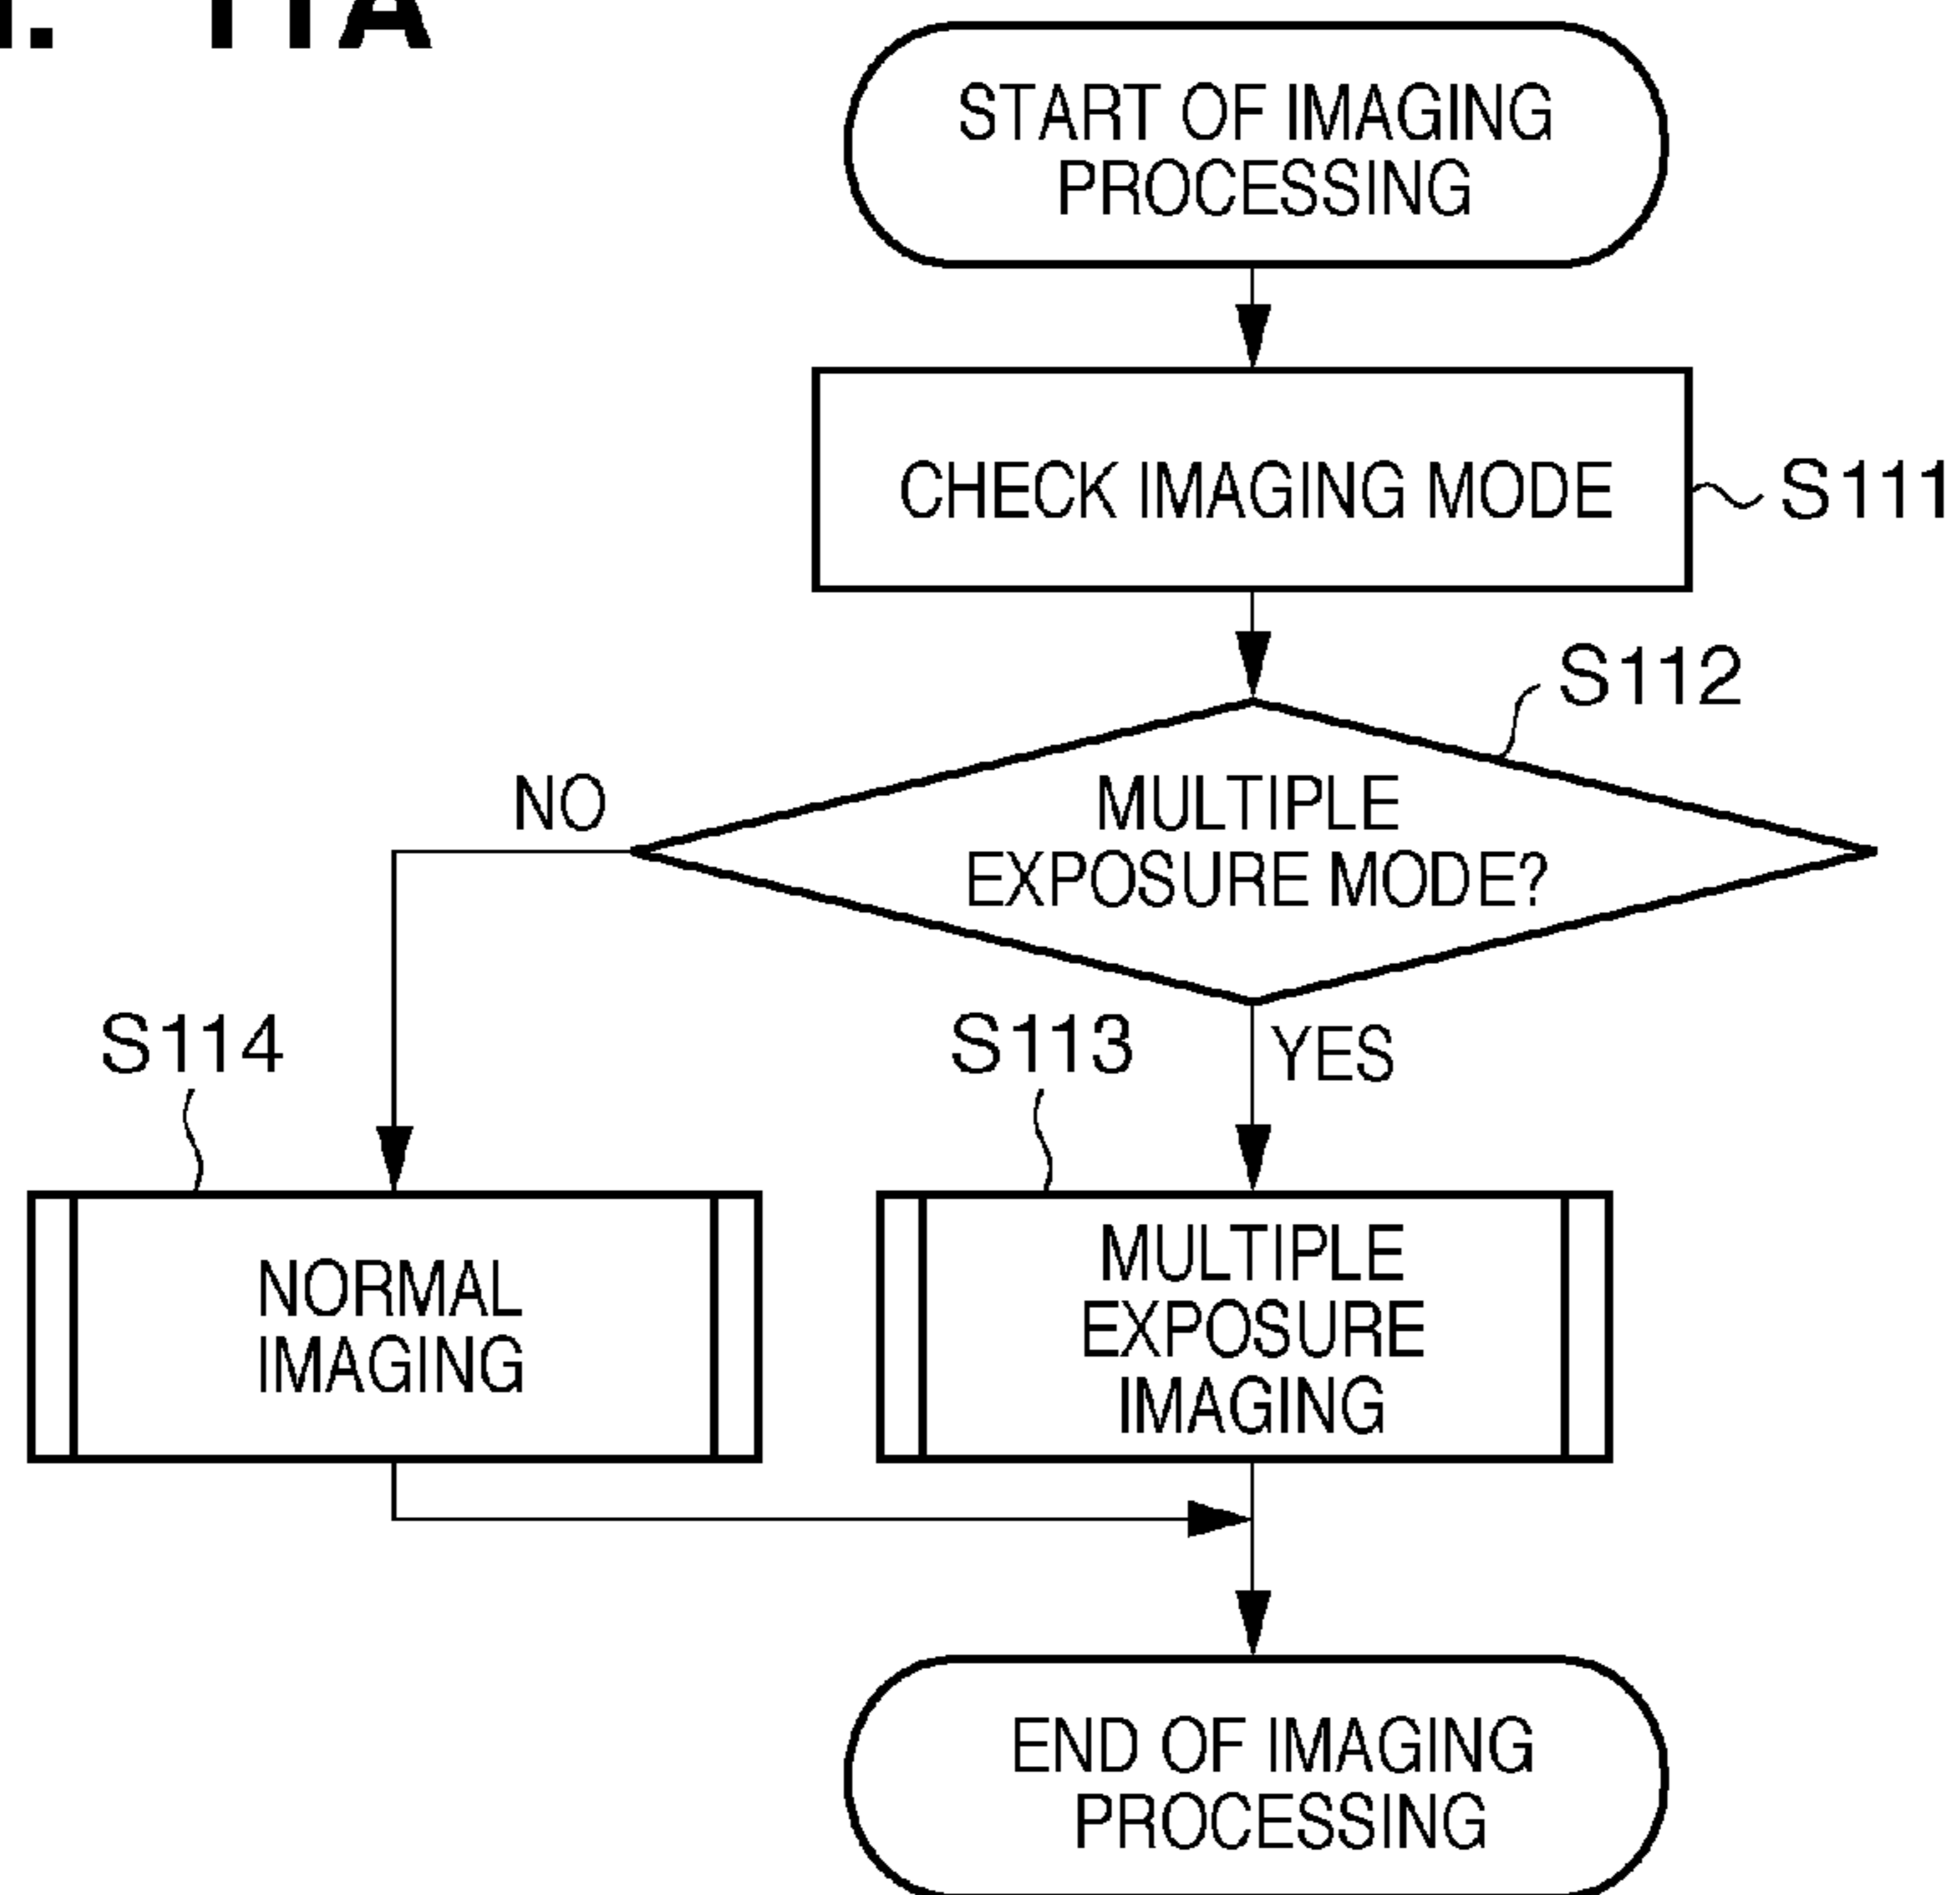 11A
START OF IMAGING
PROCESSING
CHECK IMAGING MODE
S111
S112
NO
MULTIPLE
EXPOSURE MODE?
S114
S113
YES
NORMAL
IMAGING
MULTIPLE
EXPOSURE
IMAGING
END OF IMAGING
PROCESSING